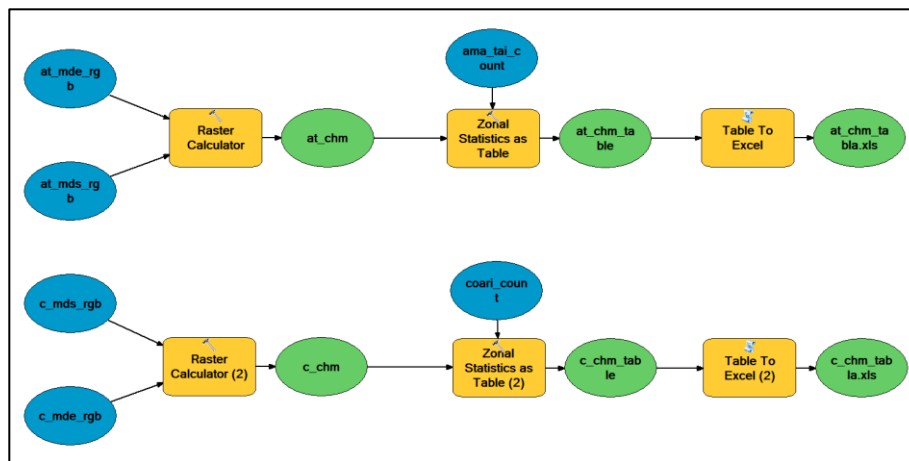 at_mde_rg
b
at_mds_rg
b
Raster
Calculator
at_chm
ama_tai_c
ount
Zonal
Statistics as
Table
at_chm_ta
ble
Table To
Excel
at_chm_ta
bla.xls
c_mds_rgb
c_mde_rgb
Raster
Calculator (2)
c_chm
coari_coun
t
Zonal
Statistics as
Table (2)
c_chm_tab
le
Table To
Excel (2)
c_chm_tab
la.xls